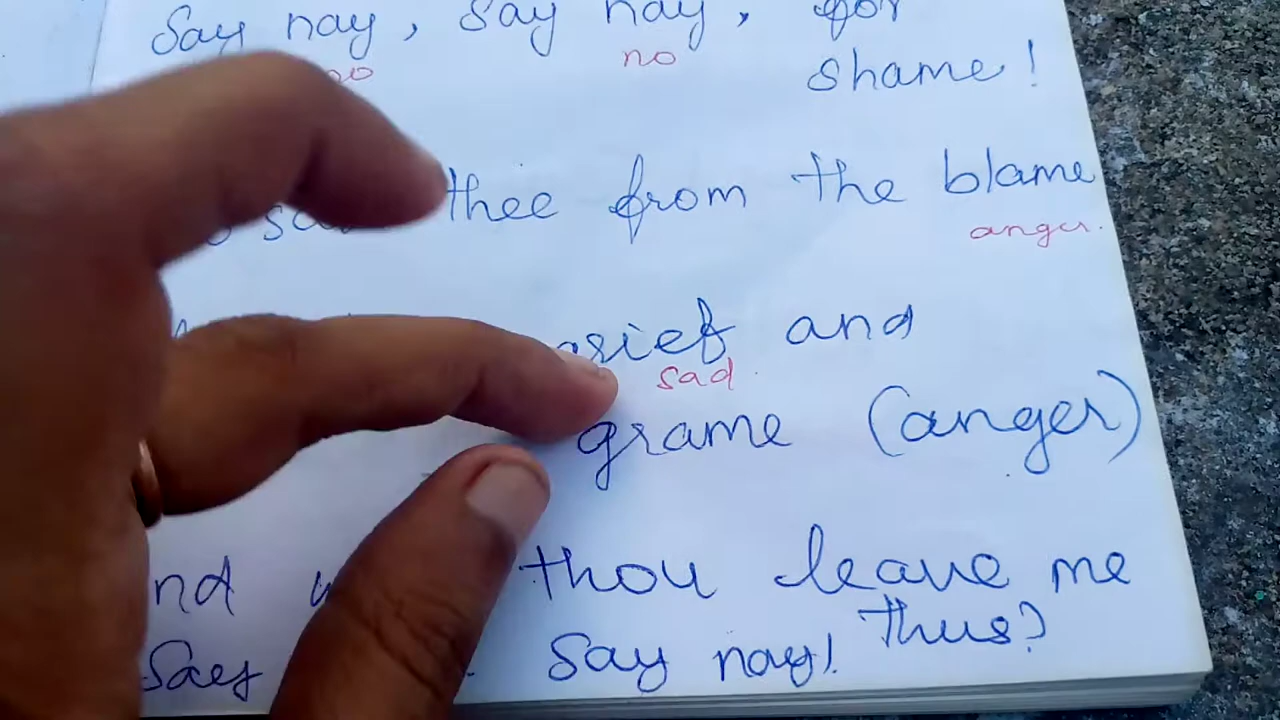 Say nay, say nay, for
no
shame!
thee from the blame
anger.
grief and
sad
grame (anger)
thou leave me
thus?
Say nay!